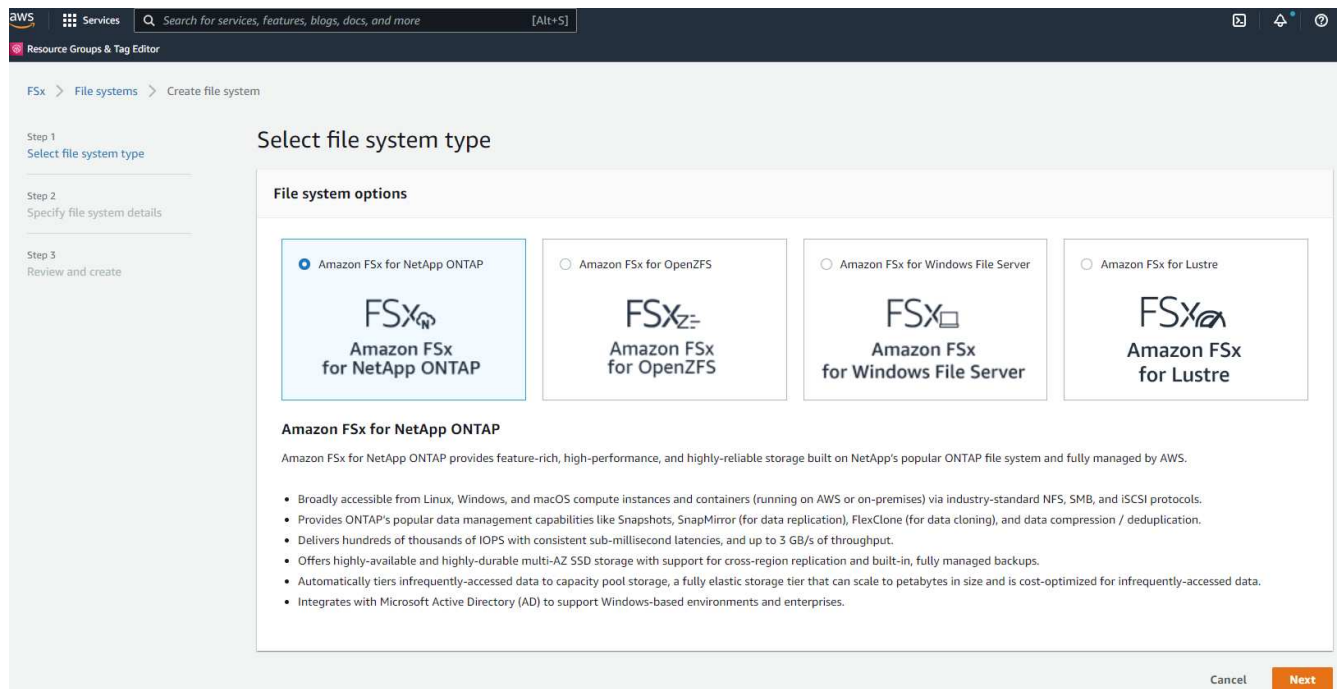 aws Services Search for services, features, blogs, docs, and more [Alt+S]
Resource Groups & Tag Editor
FSx > File systems > Create file system
Step 1
Select file system type
Step 2
Specify file system details
Step 3
Review and create
Select file system type
File system options
Amazon FSx for NetApp ONTAP
FSx N
Amazon FSx
for NetApp ONTAP
Amazon FSx for OpenZFS
FSx Z
Amazon FSx
for OpenZFS
Amazon FSx for Windows File Server
FSx
Amazon FSx
for Windows File Server
Amazon FSx for Lustre
FSx
Amazon FSx
for Lustre
Amazon FSx for NetApp ONTAP
Amazon FSx for NetApp ONTAP provides feature-rich, high-performance, and highly-reliable storage built on NetApp's popular ONTAP file system and fully managed by AWS.
• Broadly accessible from Linux, Windows, and macOS compute instances and containers (running on AWS or on-premises) via industry-standard NFS, SMB, and iSCSI protocols.
• Provides ONTAP's popular data management capabilities like Snapshots, SnapMirror (for data replication), FlexClone (for data cloning), and data compression / deduplication.
• Delivers hundreds of thousands of IOPS with consistent sub-millisecond latencies, and up to 3 GB/s of throughput.
• Offers highly-available and highly-durable multi-AZ SSD storage with support for cross-region replication and built-in, fully managed backups.
• Automatically tiers infrequently-accessed data to capacity pool storage, a fully elastic storage tier that can scale to petabytes in size and is cost-optimized for infrequently-accessed data.
• Integrates with Microsoft Active Directory (AD) to support Windows-based environments and enterprises.
Cancel Next